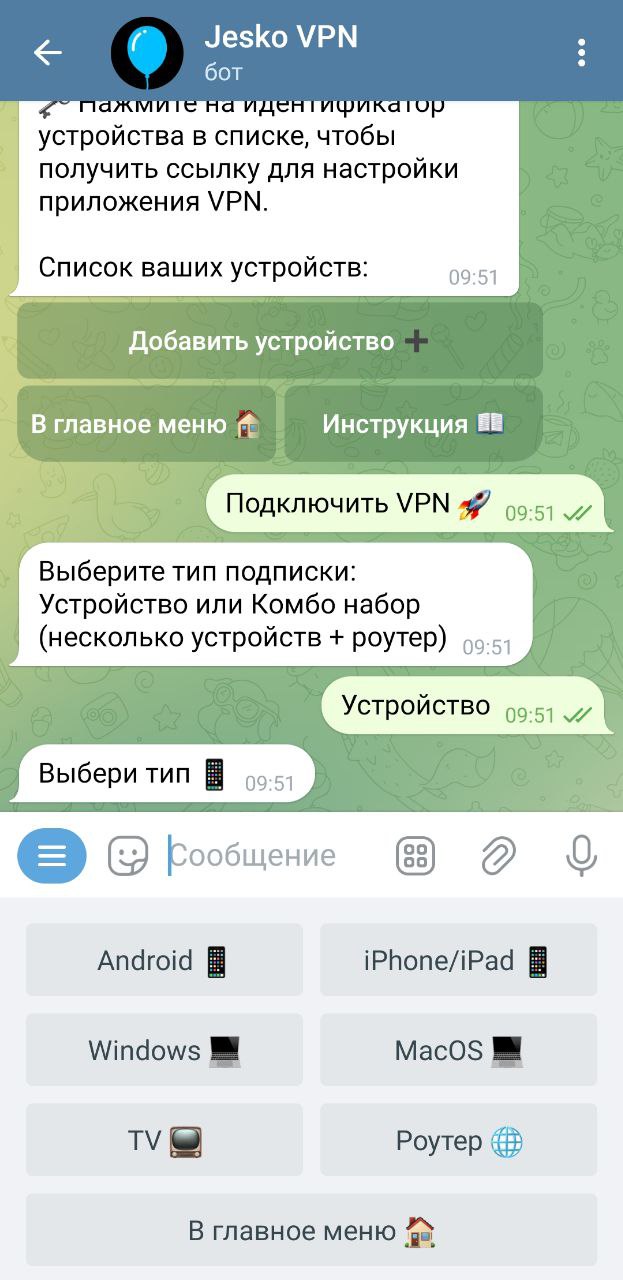 Jesko VPN
бот
🗝 Нажмите на идентификатор
устройства в списке, чтобы
получить ссылку для настройки
приложения VPN.
Список ваших устройств:
09:51
Добавить устройство ➕
В главное меню 🏠
Инструкция 📖
Подключить VPN 🚀 09:51
Выберите тип подписки:
Устройство или Комбо набор
(несколько устройств + роутер) 09:51
Устройство 09:51
Выбери тип 📱 09:51
Сообщение
Android 📱
iPhone/iPad 📱
Windows 💻
MacOS 💻
TV 📺
Роутер 🌐
В главное меню 🏠